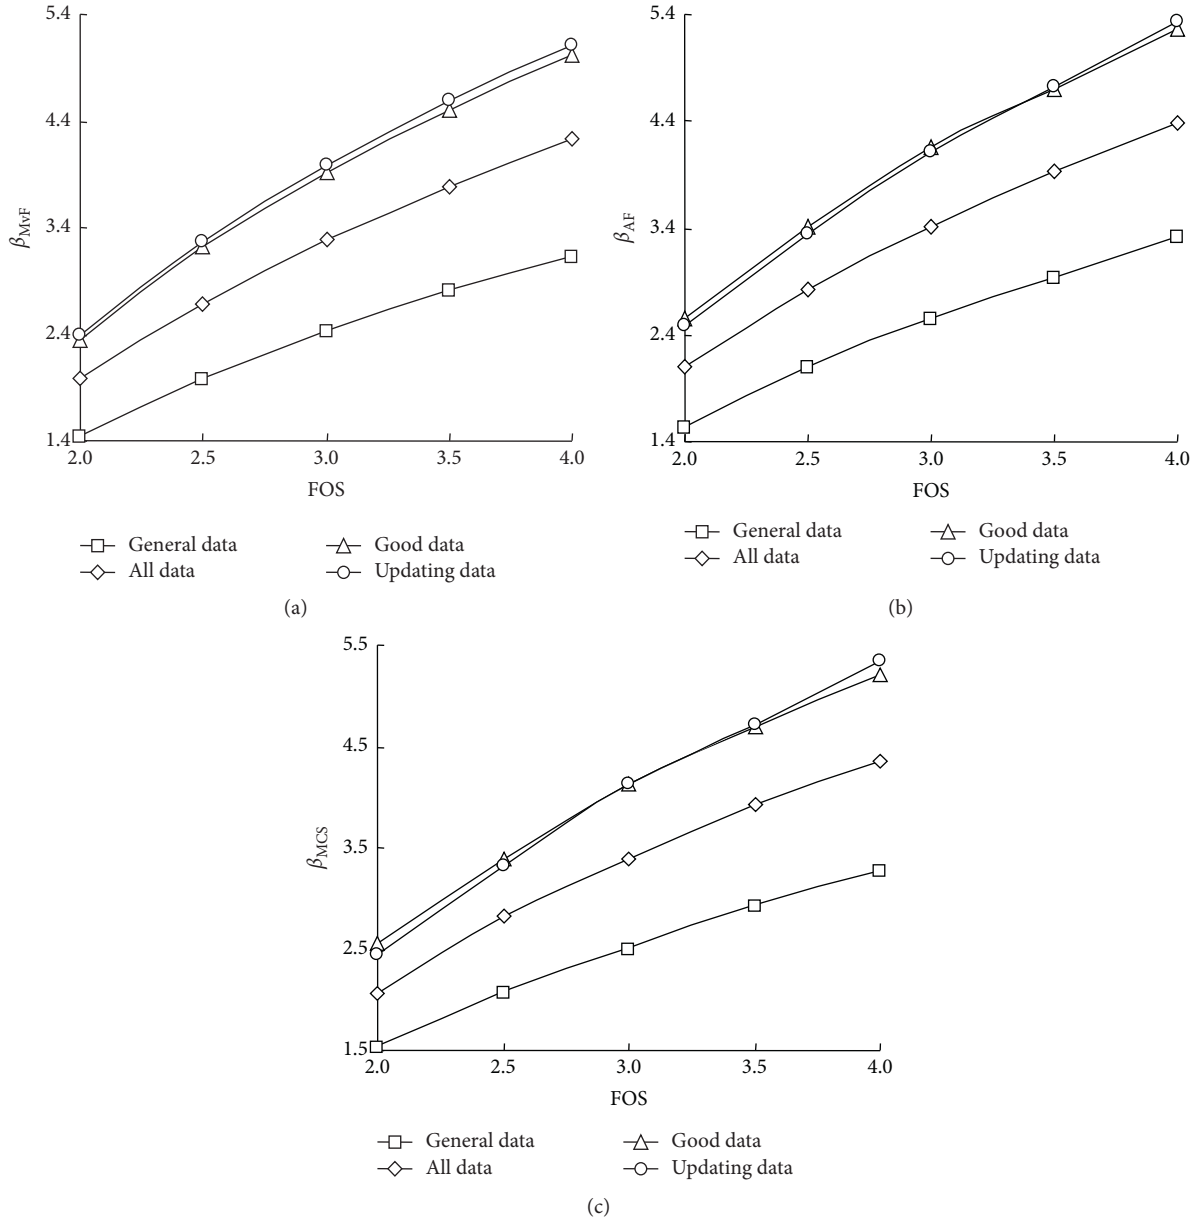 5.4
4.4
3.4
2.4
1.4
β_MvF
2.0 2.5 3.0 3.5 4.0
FOS
General data Good data
All data Updating data
(a)
5.4
4.4
3.4
2.4
1.4
β_AF
2.0 2.5 3.0 3.5 4.0
FOS
General data Good data
All data Updating data
(b)
5.5
4.5
3.5
2.5
1.5
β_MCS
2.0 2.5 3.0 3.5 4.0
FOS
General data Good data
All data Updating data
(c)